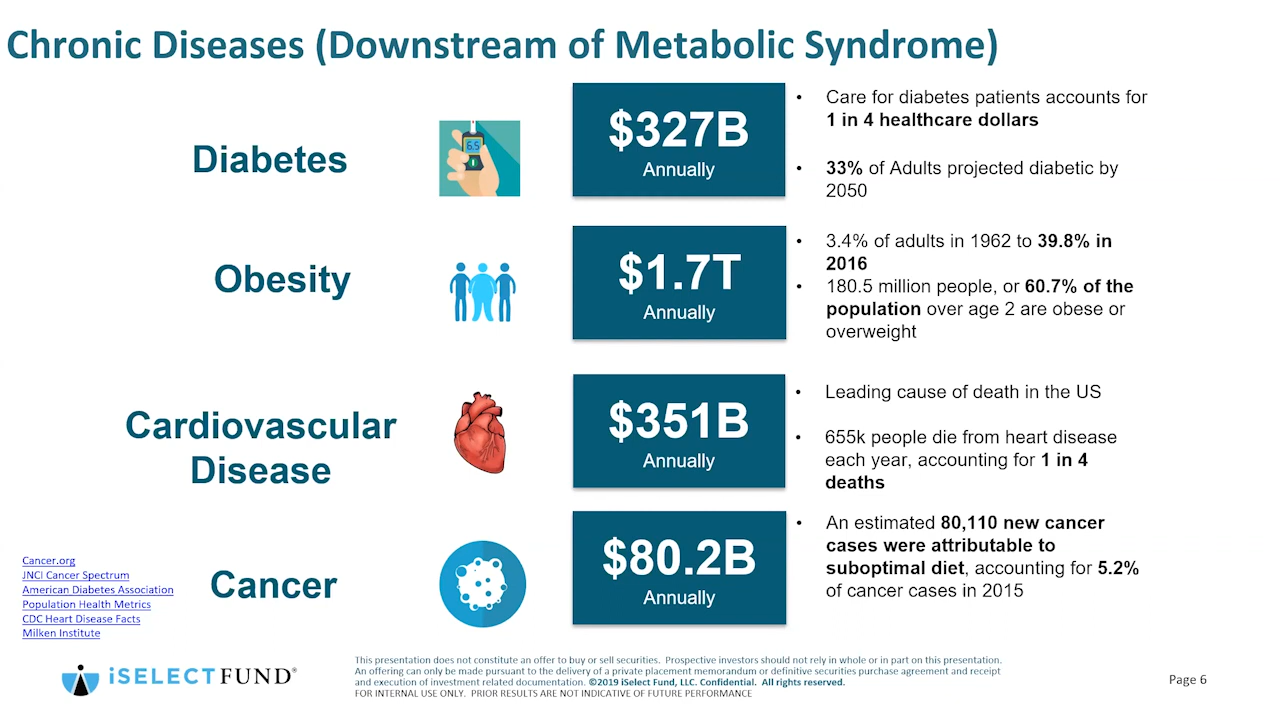 Chronic Diseases (Downstream of Metabolic Syndrome)
Diabetes
6.5
$327B
Annually
• Care for diabetes patients accounts for
1 in 4 healthcare dollars
• 33% of Adults projected diabetic by
2050
Obesity
$1.7T
Annually
• 3.4% of adults in 1962 to 39.8% in
2016
• 180.5 million people, or 60.7% of the
population over age 2 are obese or
overweight
Cardiovascular
Disease
$351B
Annually
• Leading cause of death in the US
• 655k people die from heart disease
each year, accounting for 1 in 4
deaths
Cancer
$80.2B
Annually
• An estimated 80,110 new cancer
cases were attributable to
suboptimal diet, accounting for 5.2%
of cancer cases in 2015
Cancer.org
JNCI Cancer Spectrum
American Diabetes Association
Population Health Metrics
CDC Heart Disease Facts
Milken Institute
iSELECTFUND®
This presentation does not constitute an offer to buy or sell securities. Prospective investors should not rely in whole or in part on this presentation.
An offering can only be made pursuant to the delivery of a private placement memorandum or definitive securities purchase agreement and receipt
and execution of investment related documentation. ©2019 iSelect Fund, LLC. Confidential. All rights reserved.
FOR INTERNAL USE ONLY. PRIOR RESULTS ARE NOT INDICATIVE OF FUTURE PERFORMANCE
Page 6